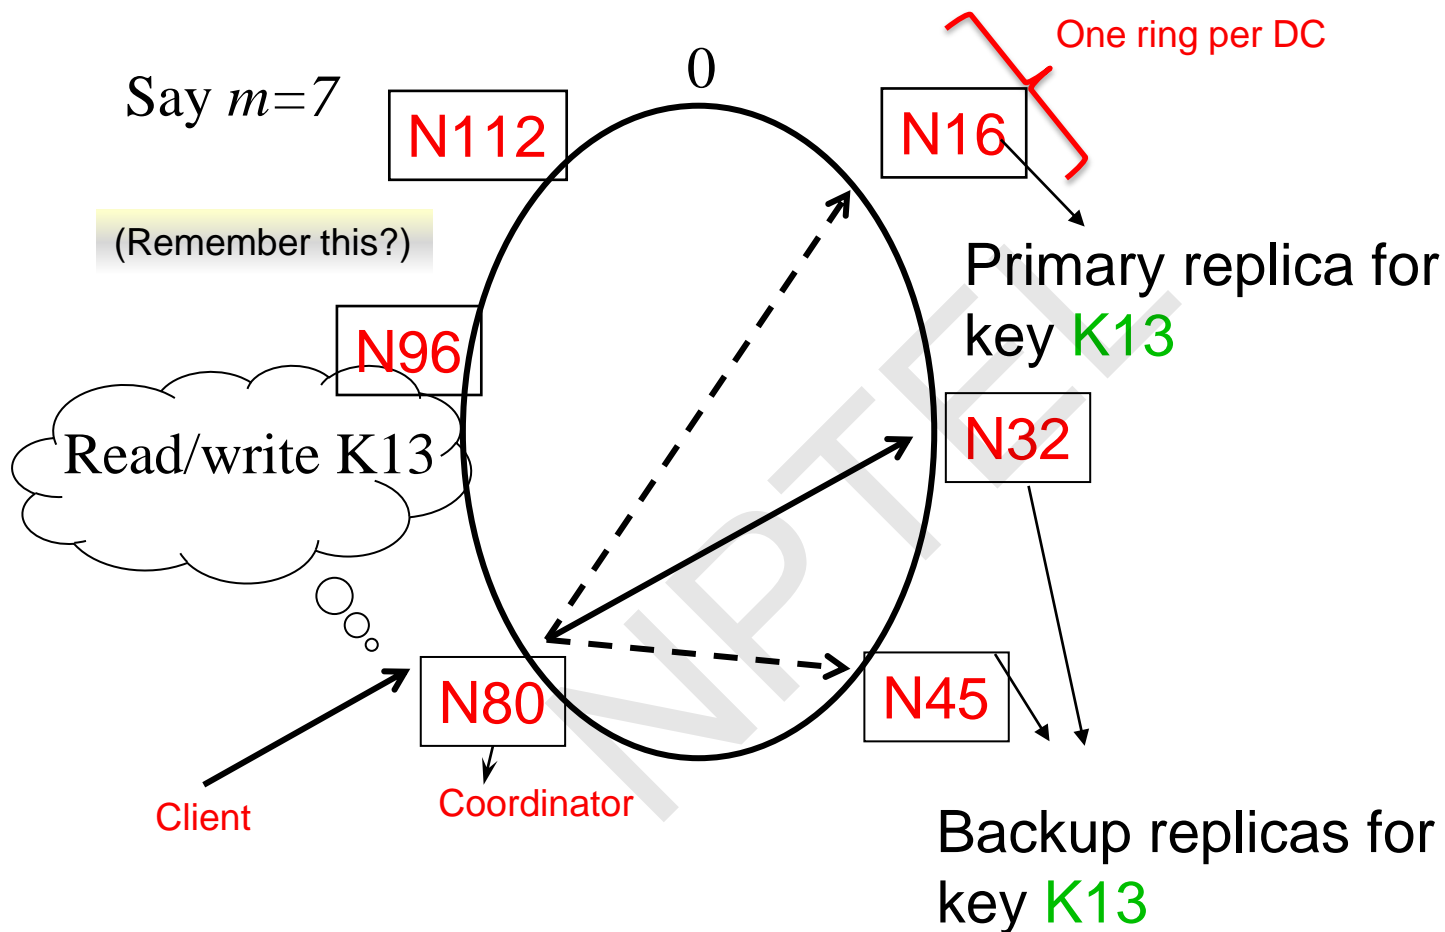 One ring per DC
0
Say m=7
N112
N16
(Remember this?)
Primary replica for
key K13
N96
Read/write K13
N32
N80
N45
Client
Coordinator
Backup replicas for
key K13
NPTEL